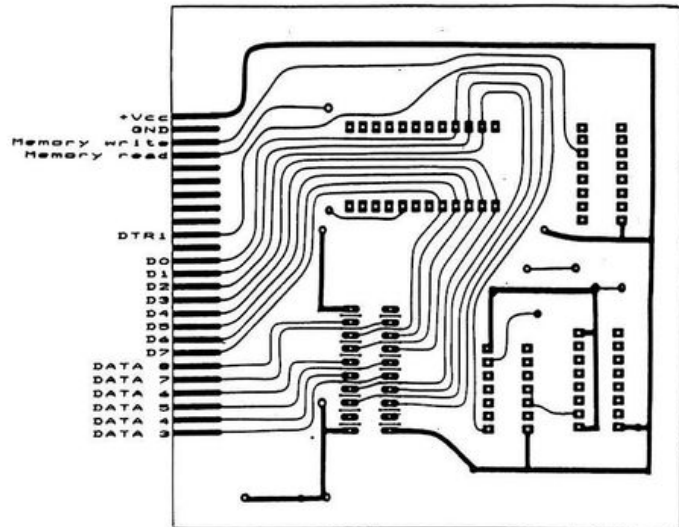 +Vcc
GND
Memory write
Memory read
DTR1
D0
D1
D2
D3
D4
D5
D6
D7
DATA 8
DATA 7
DATA 6
DATA 5
DATA 4
DATA 3